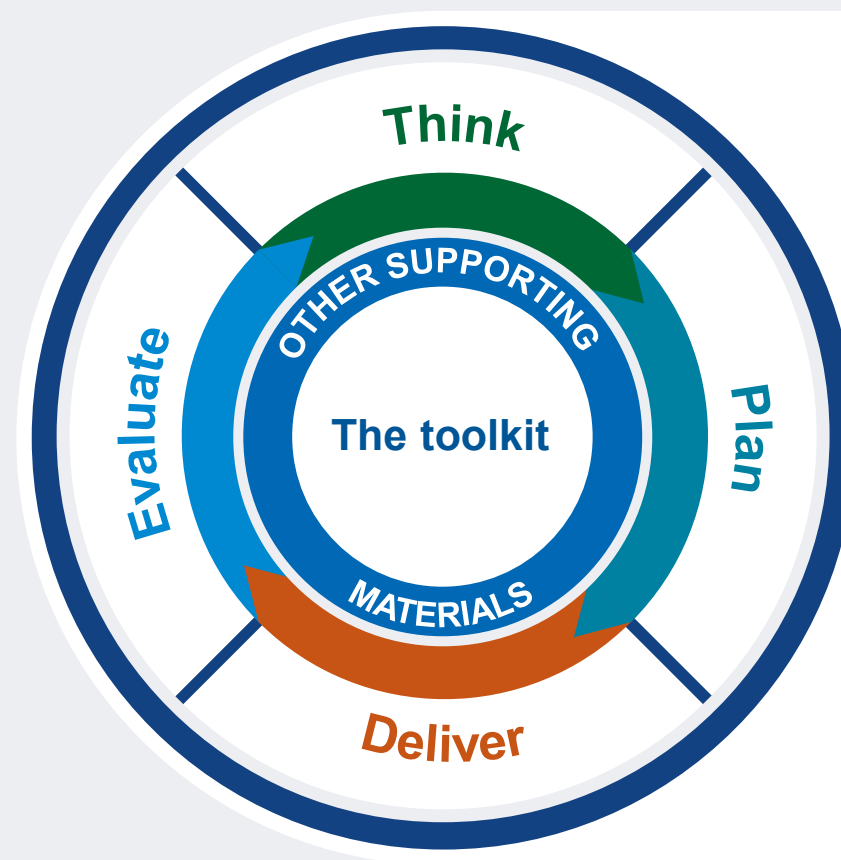 Think
Plan
Deliver
Evaluate
OTHER SUPPORTING
MATERIALS
The toolkit